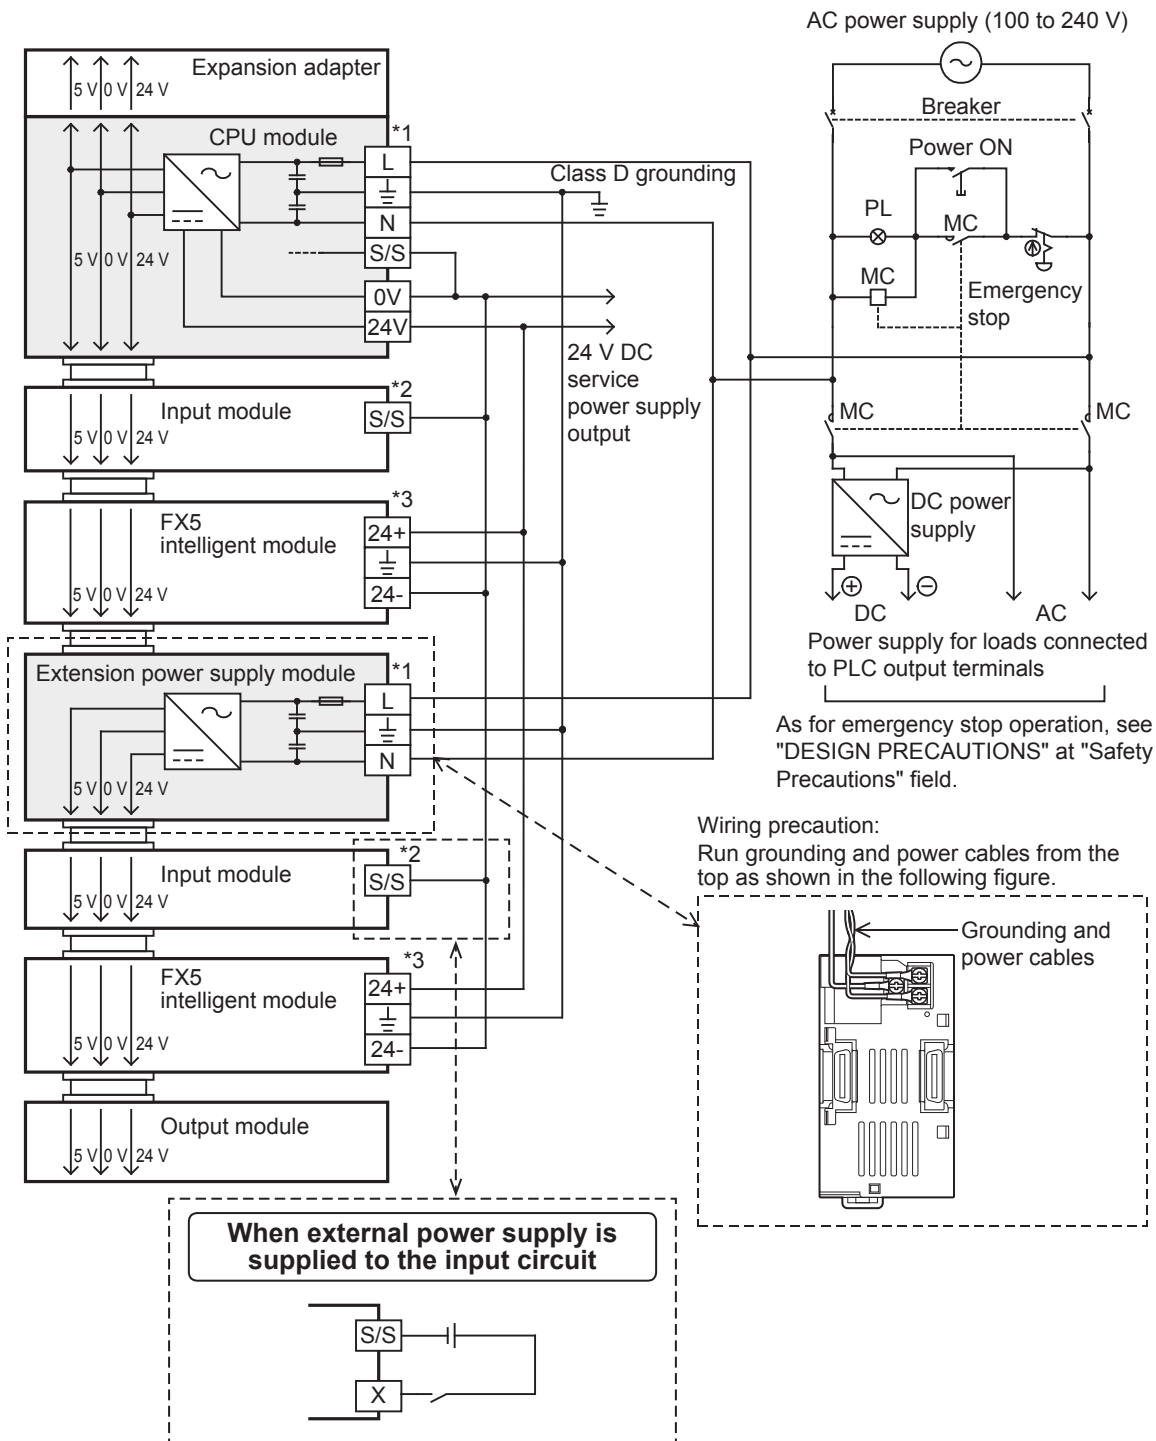 AC power supply (100 to 240 V)
Expansion adapter
5 V 0 V 24 V
Breaker
CPU module
*1
L
Class D grounding
Power ON
N
PL
MC
S/S
5 V 0 V 24 V
MC
0V
Emergency
stop
24V
24 V DC
service
power supply
output
Input module
*2
S/S
5 V 0 V 24 V
MC
MC
FX5
intelligent module
*3
24+
24-
5 V 0 V 24 V
DC power
supply
DC
AC
Power supply for loads connected
to PLC output terminals
Extension power supply module
*1
L
N
5 V 0 V 24 V
As for emergency stop operation, see
"DESIGN PRECAUTIONS" at "Safety
Precautions" field.
Wiring precaution:
Run grounding and power cables from the
top as shown in the following figure.
Input module
*2
S/S
5 V 0 V 24 V
Grounding and
power cables
FX5
intelligent module
*3
24+
24-
5 V 0 V 24 V
Output module
5 V 0 V 24 V
When external power supply is
supplied to the input circuit
S/S
X